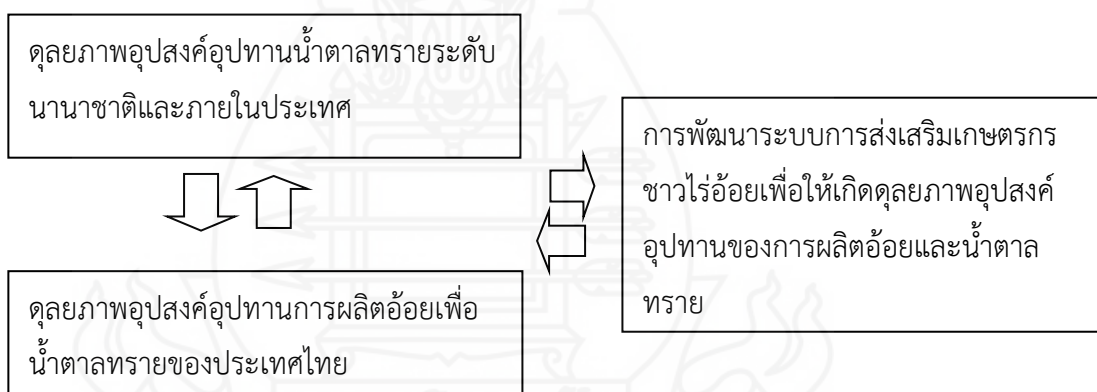 ดุลยภาพอุปสงค์อุปทานน้ำตาลทรายระดับ
นานาชาติและภายในประเทศ
การพัฒนาระบบการส่งเสริมเกษตรกร
ชาวไร่อ้อยเพื่อให้เกิดดุลยภาพอุปสงค์
อุปทานของการผลิตอ้อยและน้ำตาล
ทราย
ดุลยภาพอุปสงค์อุปทานการผลิตอ้อยเพื่อ
น้ำตาลทรายของประเทศไทย